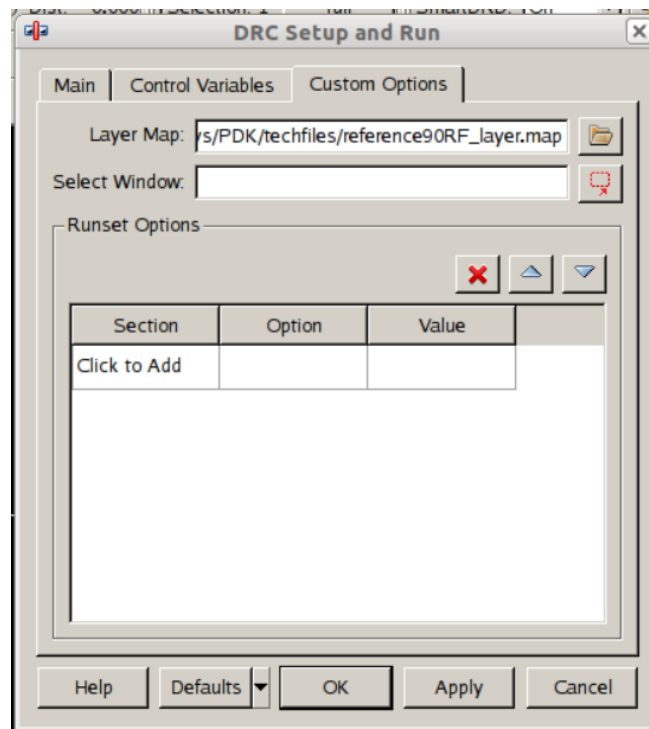 DRC Setup and Run
Main Control Variables Custom Options
Layer Map: /s/PDK/techfiles/reference90RF_layer.map
Select Window:
Runset Options
Section Option Value
Click to Add
Help Defaults OK Apply Cancel